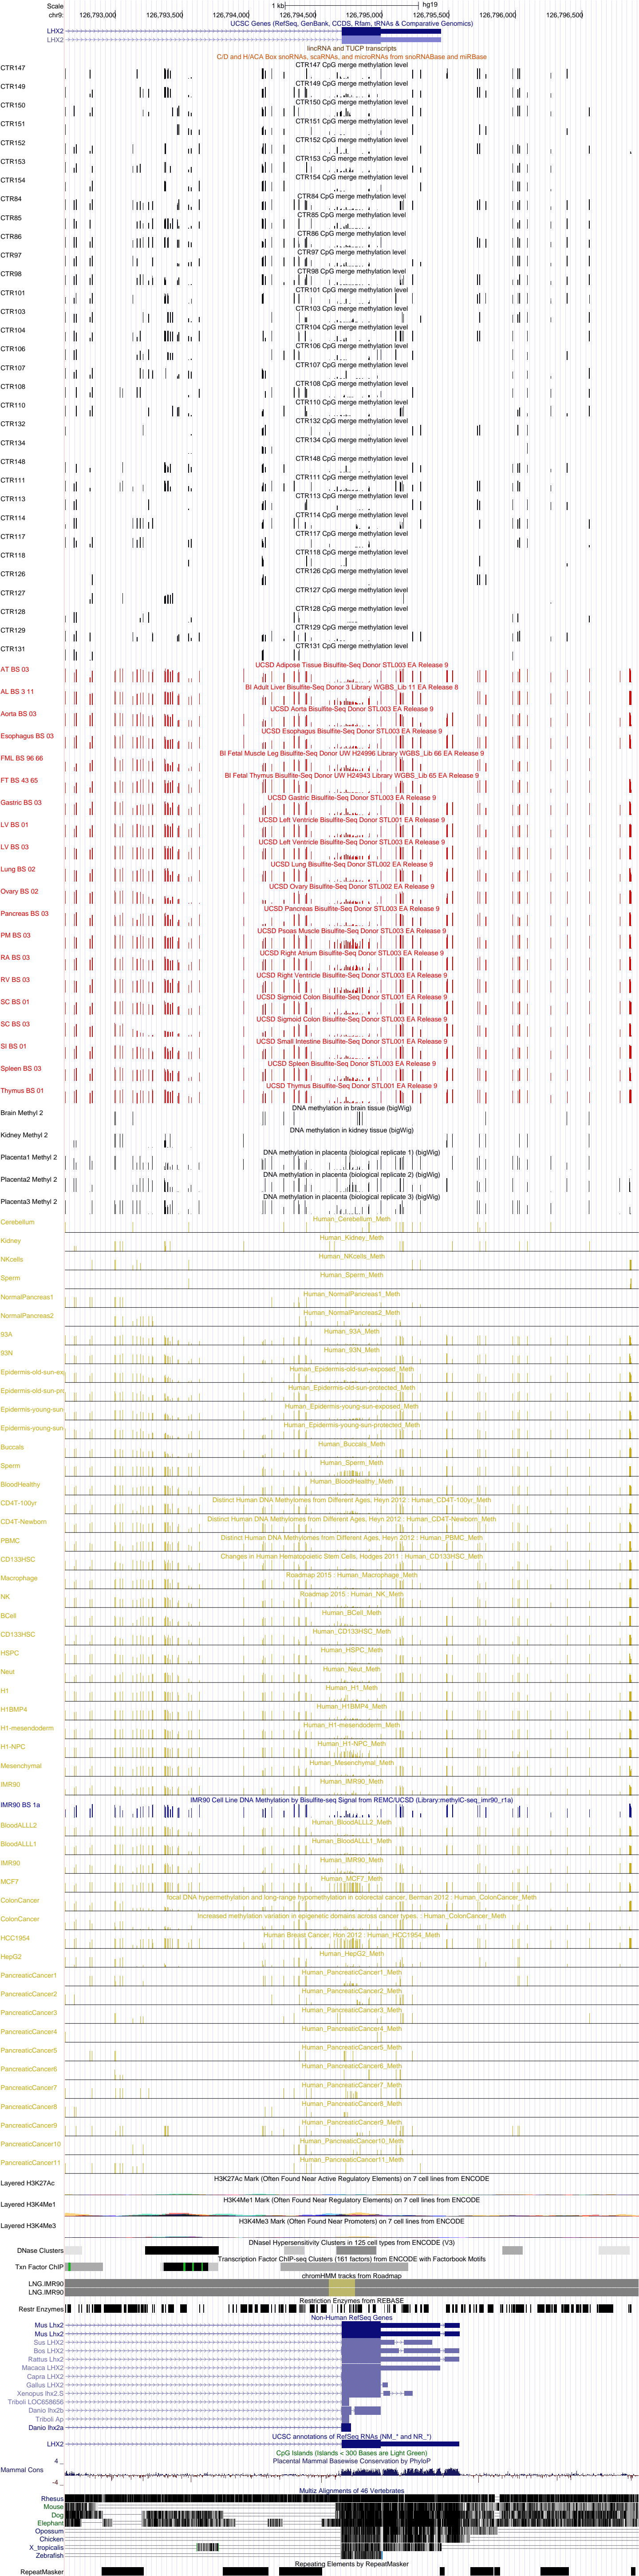 Scale 1 kb hg19
chr9: 126,793,000 126,793,500 126,794,000 126,794,500 126,795,000 126,795,500 126,796,000 126,796,500
UCSC Genes (RefSeq, GenBank, CCDS, Rfam, tRNAs & Comparative Genomics)
LHX2
LHX2
lincRNA and TUCP transcripts
C/D and H/ACA Box snoRNAs, scaRNAs, and microRNAs from snoRNABase and miRBase
CTR147 CTR147 CpG merge methylation level
CTR149 CTR149 CpG merge methylation level
CTR150 CTR150 CpG merge methylation level
CTR151 CTR151 CpG merge methylation level
CTR152 CTR152 CpG merge methylation level
CTR153 CTR153 CpG merge methylation level
CTR154 CTR154 CpG merge methylation level
CTR84 CTR84 CpG merge methylation level
CTR85 CTR85 CpG merge methylation level
CTR86 CTR86 CpG merge methylation level
CTR97 CTR97 CpG merge methylation level
CTR98 CTR98 CpG merge methylation level
CTR101 CTR101 CpG merge methylation level
CTR103 CTR103 CpG merge methylation level
CTR104 CTR104 CpG merge methylation level
CTR106 CTR106 CpG merge methylation level
CTR107 CTR107 CpG merge methylation level
CTR108 CTR108 CpG merge methylation level
CTR110 CTR110 CpG merge methylation level
CTR132 CTR132 CpG merge methylation level
CTR134 CTR134 CpG merge methylation level
CTR148 CTR148 CpG merge methylation level
CTR111 CTR111 CpG merge methylation level
CTR113 CTR113 CpG merge methylation level
CTR114 CTR114 CpG merge methylation level
CTR117 CTR117 CpG merge methylation level
CTR118 CTR118 CpG merge methylation level
CTR126 CTR126 CpG merge methylation level
CTR127 CTR127 CpG merge methylation level
CTR128 CTR128 CpG merge methylation level
CTR129 CTR129 CpG merge methylation level
CTR131 CTR131 CpG merge methylation level
AT BS 03 UCSD Adipose Tissue Bisulfite-Seq Donor STL003 EA Release 9
AL BS 3 11 BI Adult Liver Bisulfite-Seq Donor 3 Library WGBS_Lib 11 EA Release 8
Aorta BS 03 UCSD Aorta Bisulfite-Seq Donor STL003 EA Release 9
Esophagus BS 03 UCSD Esophagus Bisulfite-Seq Donor STL003 EA Release 9
FML BS 96 66 BI Fetal Muscle Leg Bisulfite-Seq Donor UW H24996 Library WGBS_Lib 66 EA Release 9
FT BS 43 65 BI Fetal Thymus Bisulfite-Seq Donor UW H24943 Library WGBS_Lib 65 EA Release 9
Gastric BS 03 UCSD Gastric Bisulfite-Seq Donor STL003 EA Release 9
LV BS 01 UCSD Left Ventricle Bisulfite-Seq Donor STL001 EA Release 9
LV BS 03 UCSD Left Ventricle Bisulfite-Seq Donor STL003 EA Release 9
Lung BS 02 UCSD Lung Bisulfite-Seq Donor STL002 EA Release 9
Ovary BS 02 UCSD Ovary Bisulfite-Seq Donor STL002 EA Release 9
Pancreas BS 03 UCSD Pancreas Bisulfite-Seq Donor STL003 EA Release 9
PM BS 03 UCSD Psoas Muscle Bisulfite-Seq Donor STL003 EA Release 9
RA BS 03 UCSD Right Atrium Bisulfite-Seq Donor STL003 EA Release 9
RV BS 03 UCSD Right Ventricle Bisulfite-Seq Donor STL003 EA Release 9
SC BS 01 UCSD Sigmoid Colon Bisulfite-Seq Donor STL001 EA Release 9
SC BS 03 UCSD Sigmoid Colon Bisulfite-Seq Donor STL003 EA Release 9
SI BS 01 UCSD Small Intestine Bisulfite-Seq Donor STL001 EA Release 9
Spleen BS 03 UCSD Spleen Bisulfite-Seq Donor STL003 EA Release 9
Thymus BS 01 UCSD Thymus Bisulfite-Seq Donor STL001 EA Release 9
Brain Methyl 2 DNA methylation in brain tissue (bigWig)
Kidney Methyl 2 DNA methylation in kidney tissue (bigWig)
Placenta1 Methyl 2 DNA methylation in placenta (biological replicate 1) (bigWig)
Placenta2 Methyl 2 DNA methylation in placenta (biological replicate 2) (bigWig)
Placenta3 Methyl 2 DNA methylation in placenta (biological replicate 3) (bigWig)
Cerebellum Human_Cerebellum_Meth
Kidney Human_Kidney_Meth
NKcells Human_NKcells_Meth
Sperm Human_Sperm_Meth
NormalPancreas1 Human_NormalPancreas1_Meth
NormalPancreas2 Human_NormalPancreas2_Meth
93A Human_93A_Meth
93N Human_93N_Meth
Epidermis-old-sun-ex Human_Epidermis-old-sun-exposed_Meth
Epidermis-old-sun-pr Human_Epidermis-old-sun-protected_Meth
Epidermis-young-sun Human_Epidermis-young-sun-exposed_Meth
Epidermis-young-sun Human_Epidermis-young-sun-protected_Meth
Buccals Human_Buccals_Meth
Sperm Human_Sperm_Meth
BloodHealthy Human_BloodHealthy_Meth
CD4T-100yr Distinct Human DNA Methylomes from Different Ages, Heyn 2012 : Human_CD4T-100yr_Meth
CD4T-Newborn Distinct Human DNA Methylomes from Different Ages, Heyn 2012 : Human_CD4T-Newborn_Meth
PBMC Distinct Human DNA Methylomes from Different Ages, Heyn 2012 : Human_PBMC_Meth
CD133HSC Changes in Human Hematopoietic Stem Cells, Hodges 2011 : Human_CD133HSC_Meth
Macrophage Roadmap 2015 : Human_Macrophage_Meth
NK Roadmap 2015 : Human_NK_Meth
BCell Human_BCell_Meth
CD133HSC Human_CD133HSC_Meth
HSPC Human_HSPC_Meth
Neut Human_Neut_Meth
H1 Human_H1_Meth
H1BMP4 Human_H1BMP4_Meth
H1-mesendoderm Human_H1-mesendoderm_Meth
H1-NPC Human_H1-NPC_Meth
Mesenchymal Human_Mesenchymal_Meth
IMR90 Human_IMR90_Meth
IMR90 BS 1a IMR90 Cell Line DNA Methylation by Bisulfite-seq Signal from REMC/UCSD (Library:methylC-seq_imr90_r1a)
BloodALLL2 Human_BloodALLL2_Meth
BloodALLL1 Human_BloodALLL1_Meth
IMR90 Human_IMR90_Meth
MCF7 Human_MCF7_Meth
ColonCancer focal DNA hypermethylation and long-range hypomethylation in colorectal cancer, Berman 2012 : Human_ColonCancer_Meth
ColonCancer Increased methylation variation in epigenetic domains across cancer types. : Human_ColonCancer_Meth
HCC1954 Human Breast Cancer, Hon 2012 : Human_HCC1954_Meth
HepG2 Human_HepG2_Meth
PancreaticCancer1 Human_PancreaticCancer1_Meth
PancreaticCancer2 Human_PancreaticCancer2_Meth
PancreaticCancer3 Human_PancreaticCancer3_Meth
PancreaticCancer4 Human_PancreaticCancer4_Meth
PancreaticCancer5 Human_PancreaticCancer5_Meth
PancreaticCancer6 Human_PancreaticCancer6_Meth
PancreaticCancer7 Human_PancreaticCancer7_Meth
PancreaticCancer8 Human_PancreaticCancer8_Meth
PancreaticCancer9 Human_PancreaticCancer9_Meth
PancreaticCancer10 Human_PancreaticCancer10_Meth
PancreaticCancer11 Human_PancreaticCancer11_Meth
Layered H3K27Ac H3K27Ac Mark (Often Found Near Active Regulatory Elements) on 7 cell lines from ENCODE
Layered H3K4Me1 H3K4Me1 Mark (Often Found Near Regulatory Elements) on 7 cell lines from ENCODE
Layered H3K4Me3 H3K4Me3 Mark (Often Found Near Promoters) on 7 cell lines from ENCODE
DNaseI Hypersensitivity Clusters in 125 cell types from ENCODE (V3)
DNase Clusters
Transcription Factor ChIP-seq Clusters (161 factors) from ENCODE with Factorbook Motifs
Txn Factor ChIP
chromHMM tracks from Roadmap
LNG.IMR90
LNG.IMR90
Restriction Enzymes from REBASE
Restr Enzymes
Non-Human RefSeq Genes
Mus Lhx2
Mus Lhx2
Sus LHX2
Bos LHX2
Rattus Lhx2
Macaca LHX2
Capra LHX2
Gallus LHX2
Xenopus lhx2.S
Triboli LOC658656
Danio lhx2b
Triboli Ap
Danio lhx2a
UCSC annotations of RefSeq RNAs (NM_* and NR_*)
LHX2
CpG Islands (Islands < 300 Bases are Light Green)
Placental Mammal Basewise Conservation by PhyloP
4 _
Mammal Cons
-4 _
Multiz Alignments of 46 Vertebrates
Rhesus
Mouse
Dog
Elephant
Opossum
Chicken
X_tropicalis
Zebrafish
Repeating Elements by RepeatMasker
RepeatMasker